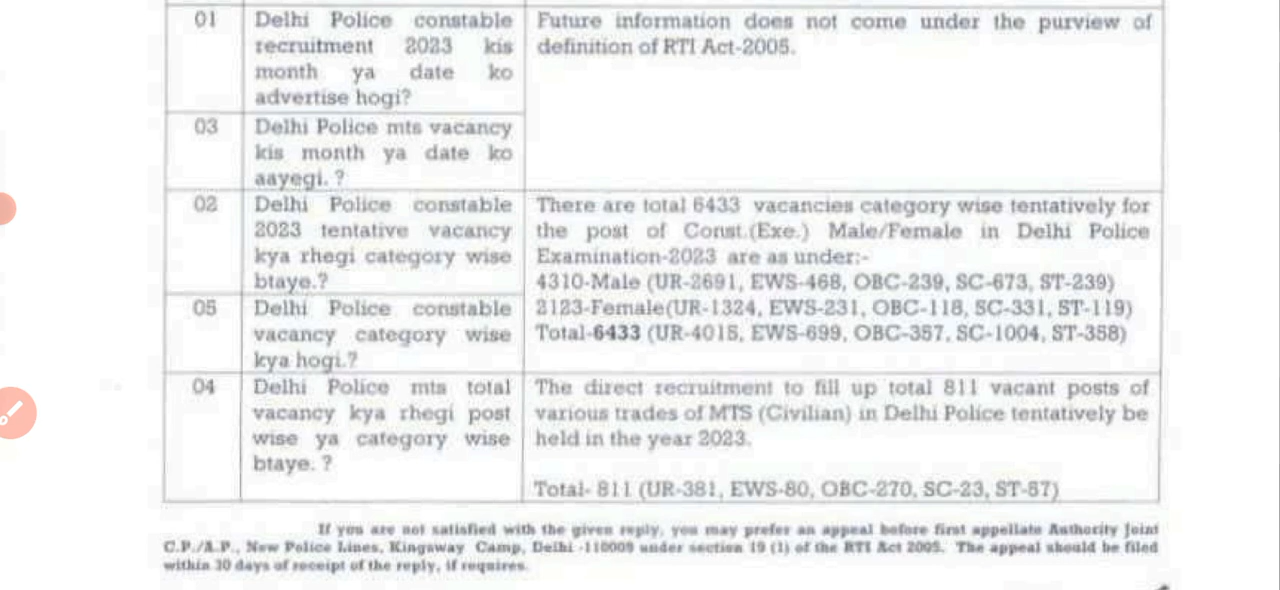 01
Delhi Police constable
recruitment 2023 kis
month ya date ko
advertise hogi?
Future information does not come under the purview of
definition of RTI Act-2005.
03
Delhi Police mts vacancy
kis month ya date ko
aayegi. ?
02
Delhi Police constable
2023 tentative vacancy
kya rhegi category wise
btaye.?
There are total 6433 vacancies category wise tentatively for
the post of Const.(Exe.) Male/Female in Delhi Police
Examination-2023 are as under:-
4310-Male (UR-2691, EWS-468, OBC-239, SC-673, ST-239)
2123-Female(UR-1324, EWS-231, OBC-118, SC-331, ST-119)
Total-6433 (UR-4015, EWS-699, OBC-357, SC-1004, ST-358)
05
Delhi Police constable
vacancy category wise
kya hogi.?
04
Delhi Police mts total
vacancy kya rhegi post
wise ya category wise
btaye. ?
The direct recruitment to fill up total 811 vacant posts of
various trades of MTS (Civilian) in Delhi Police tentatively be
held in the year 2023.
Total- 811 (UR-381, EWS-80, OBC-270, SC-23, ST-57)
If you are not satisfied with the given reply, you may prefer an appeal before first appellate Authority Joint
C.P./A.P., New Police Lines, Kingsway Camp, Delhi -110009 under section 19 (1) of the RTI Act 2005. The appeal should be filed
within 30 days of receipt of the reply, if requires.